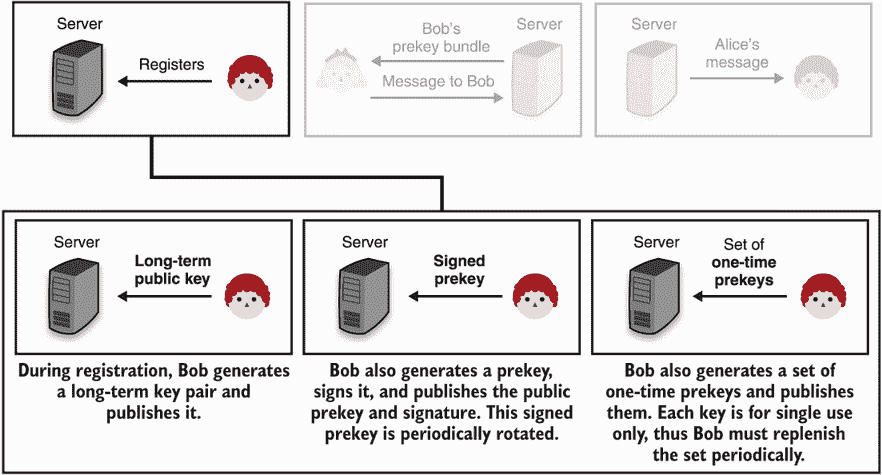 Server
Registers
Bob's
prekey bundle
Server
Message to Bob
Server
Alice's
message
Server
Long-term
public key
During registration, Bob generates
a long-term key pair and
publishes it.
Server
Signed
prekey
Bob also generates a prekey,
signs it, and publishes the public
prekey and signature. This signed
prekey is periodically rotated.
Server
Set of
one-time
prekeys
Bob also generates a set of
one-time prekeys and publishes
them. Each key is for single use
only, thus Bob must replenish
the set periodically.